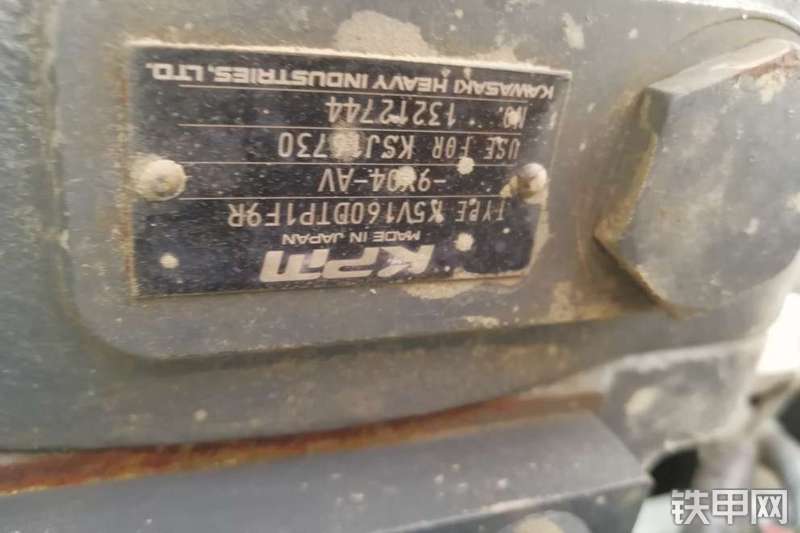 KPM
MADE IN JAPAN
TYPE K5V160DTP1F9R
-9Y04-AV
USE FOR KSJ
NO. 13212744
KAWASAKI HEAVY INDUSTRIES, LTD.
铁甲网